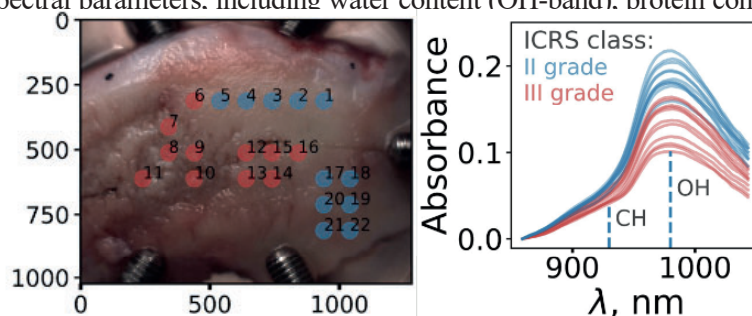 spectral parameters, including water content (OH-band), protein con
0
250
500
750
1000
0
500
1000
6 5 4 3 2 1
7
8 9 12 15 16
11 10 13 14 17 18
20 19
21 22
Absorbance
0.2
0.1
0.0
ICRS class:
II grade
III grade
CH
OH
900
1000
λ, nm